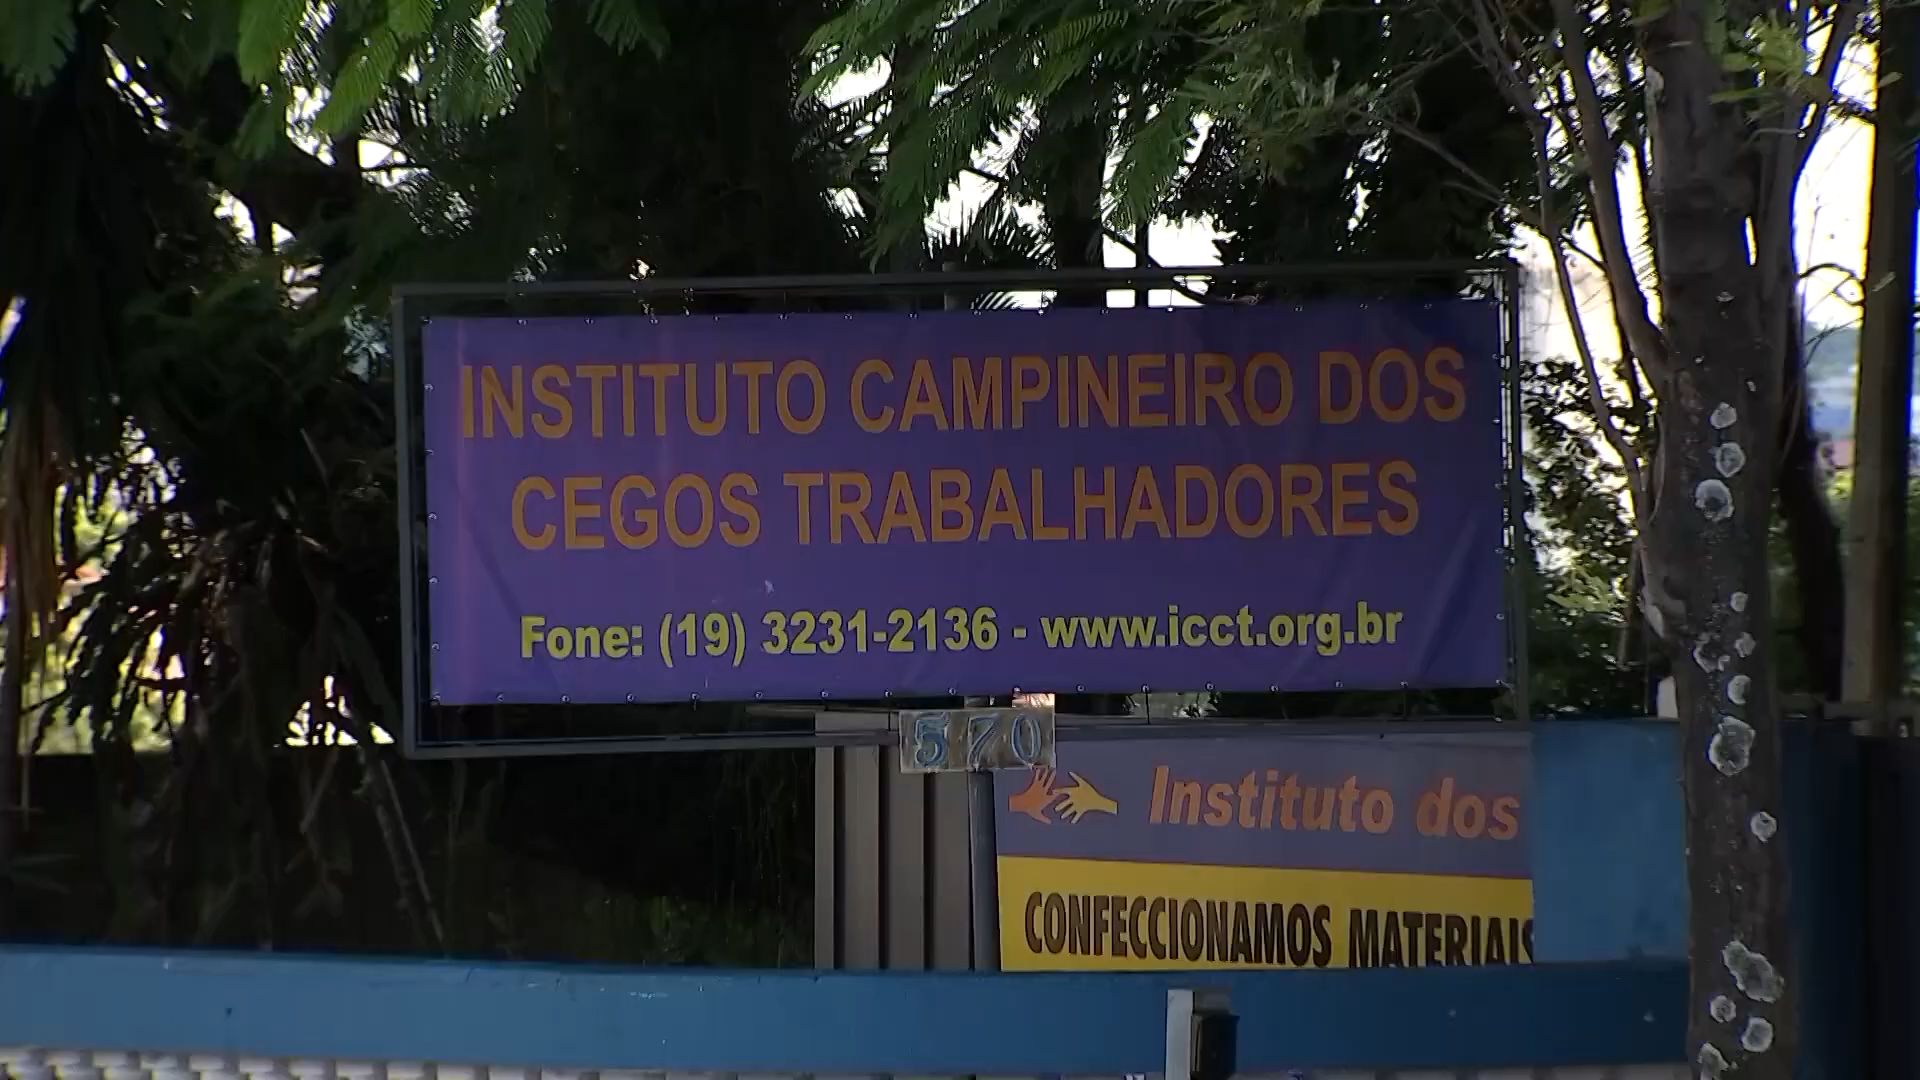 INSTITUTO CAMPINEIRO DOS
CEGOS TRABALHADORES
Fone: (19) 3231-2136 - www.icct.org.br
570
Instituto dos
CONFECCIONAMOS MATERIAIS